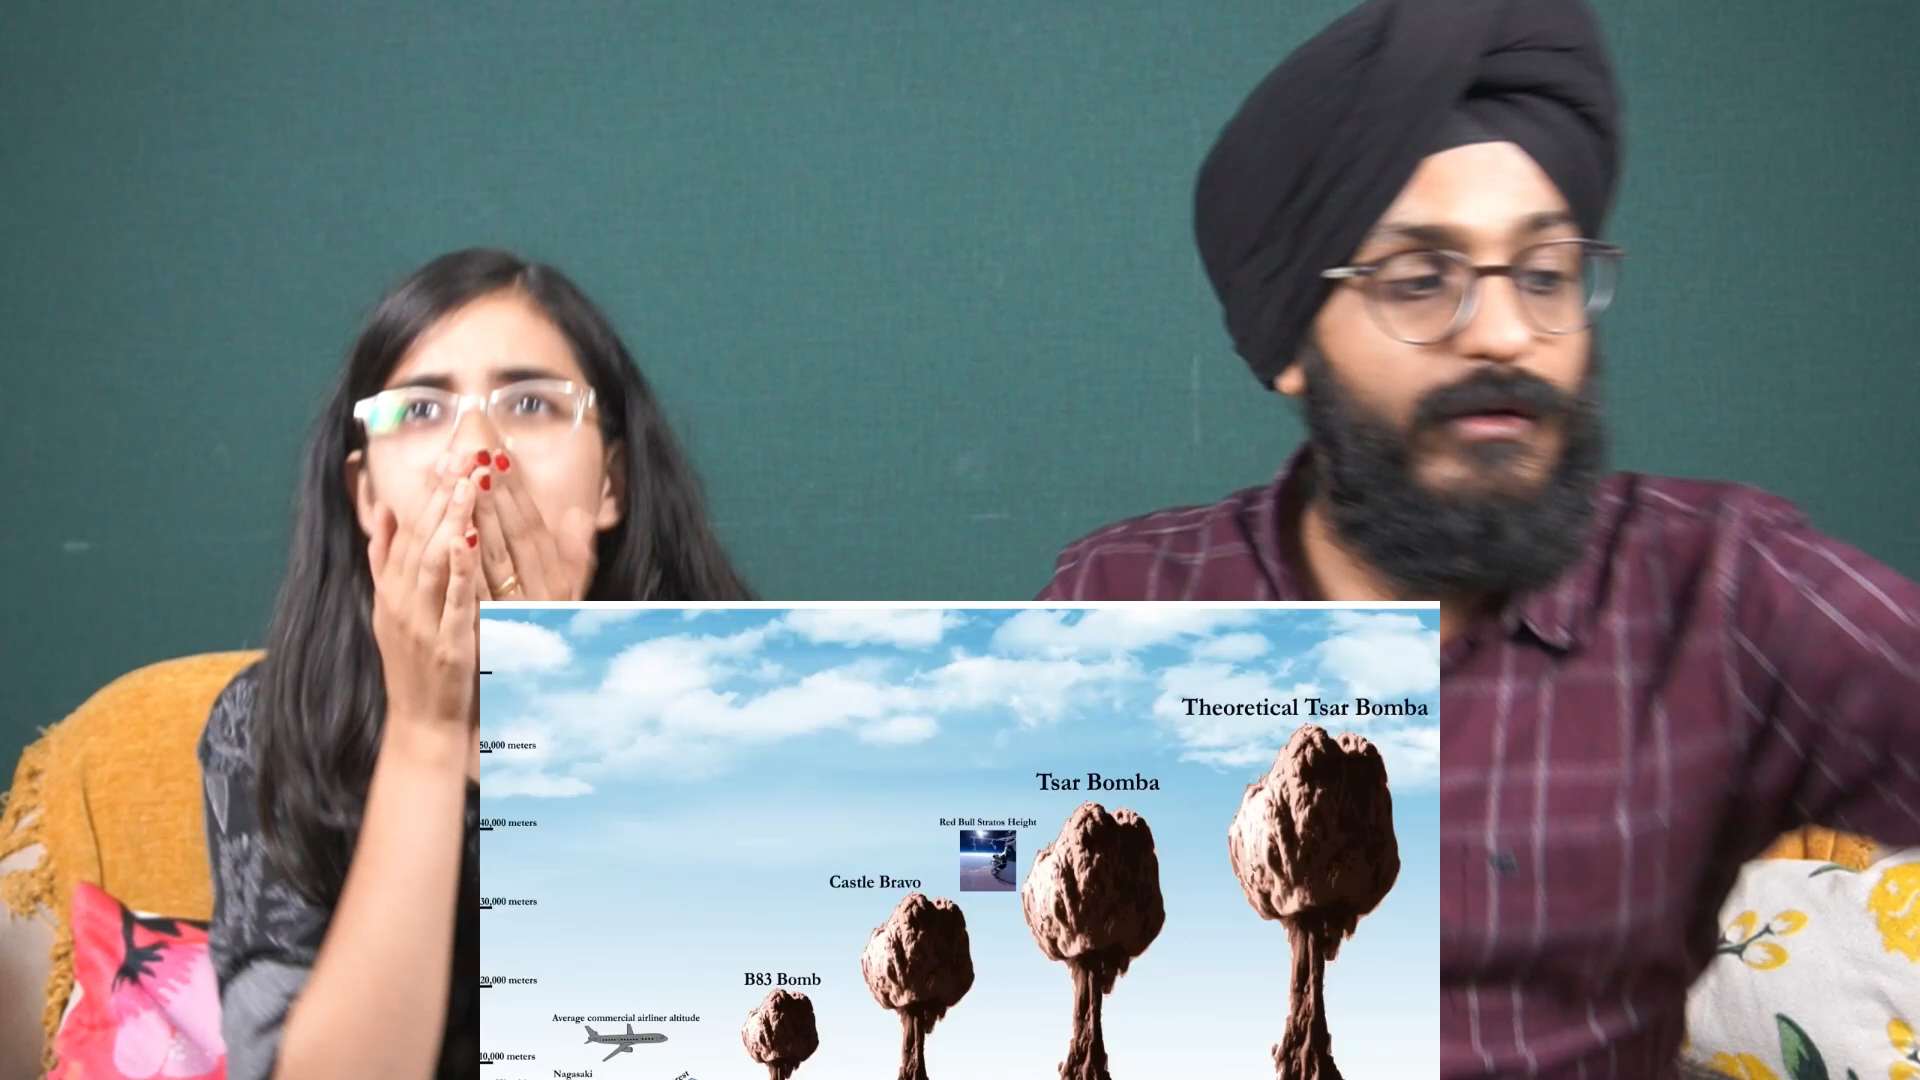 Theoretical Tsar Bomba
50,000 meters
Tsar Bomba
40,000 meters
Red Bull Stratos Height
Castle Bravo
30,000 meters
B83 Bomb
20,000 meters
Average commercial airliner altitude
10,000 meters
Nagasaki